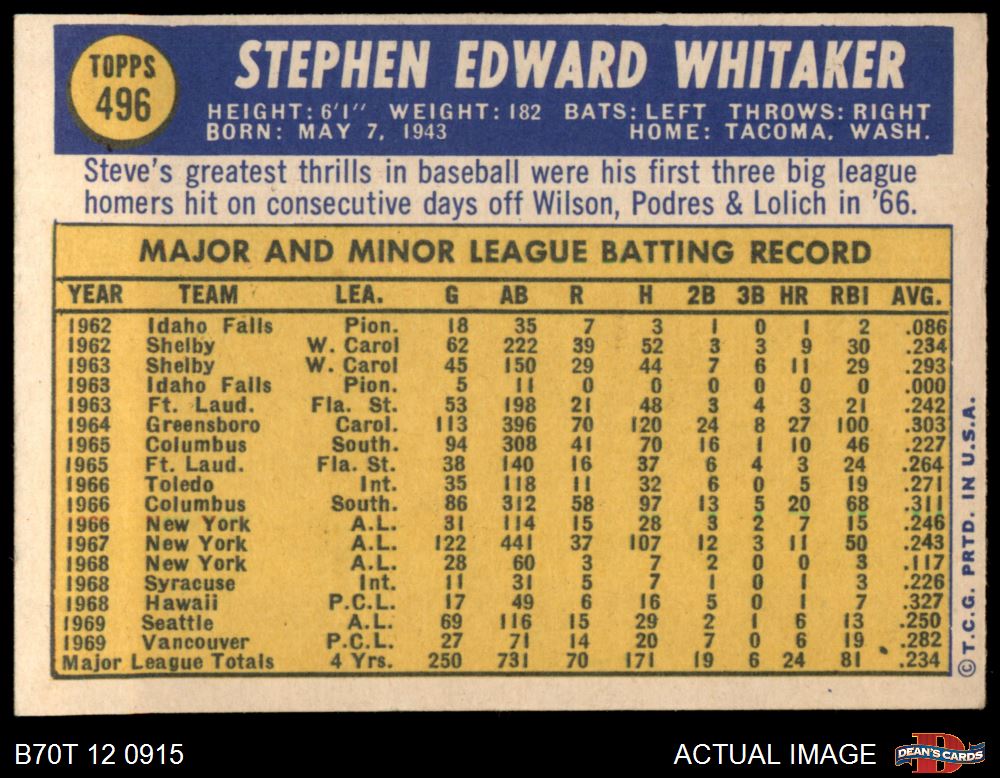 TOPPS
496
STEPHEN EDWARD WHITAKER
HEIGHT: 6'1" WEIGHT: 182 BATS: LEFT THROWS: RIGHT
BORN: MAY 7, 1943 HOME: TACOMA, WASH.
Steve's greatest thrills in baseball were his first three big league
homers hit on consecutive days off Wilson, Podres & Lolich in '66.
MAJOR AND MINOR LEAGUE BATTING RECORD
YEAR TEAM LEA. G AB R H 2B 3B HR RBI AVG.
1962 Idaho Falls Pion. 18 35 7 3 1 0 1 2 .086
1962 Shelby W. Carol 62 222 39 52 3 3 9 30 .234
1963 Shelby W. Carol 45 150 29 44 7 6 11 29 .293
1963 Idaho Falls Pion. 5 11 0 0 0 0 0 0 .000
1963 Ft. Laud. Fla. St. 53 198 21 48 3 4 3 21 .242
1964 Greensboro Carol. 113 396 70 120 24 8 27 100 .303
1965 Columbus South. 94 308 41 70 16 1 10 46 .227
1965 Ft. Laud. Fla. St. 38 140 16 37 6 4 3 24 .264
1966 Toledo Int. 35 118 11 32 6 0 5 19 .271
1966 Columbus South. 86 312 58 97 13 5 20 68 .311
1966 New York A.L. 31 114 15 28 3 2 7 15 .246
1967 New York A.L. 122 441 37 107 12 3 11 50 .243
1968 New York A.L. 28 60 3 7 2 0 0 3 .117
1968 Syracuse Int. 11 31 5 7 1 0 1 3 .226
1968 Hawaii P.C.L. 17 49 6 16 5 0 1 7 .327
1969 Seattle A.L. 69 116 15 29 2 1 6 13 .250
1969 Vancouver P.C.L. 27 71 14 20 7 0 6 19 .282
Major League Totals 4 Yrs. 250 731 70 171 19 6 24 81 .234
© T.C.G. PRTD. IN U.S.A.
B70T 12 0915
ACTUAL IMAGE
DEAN'S CARDS